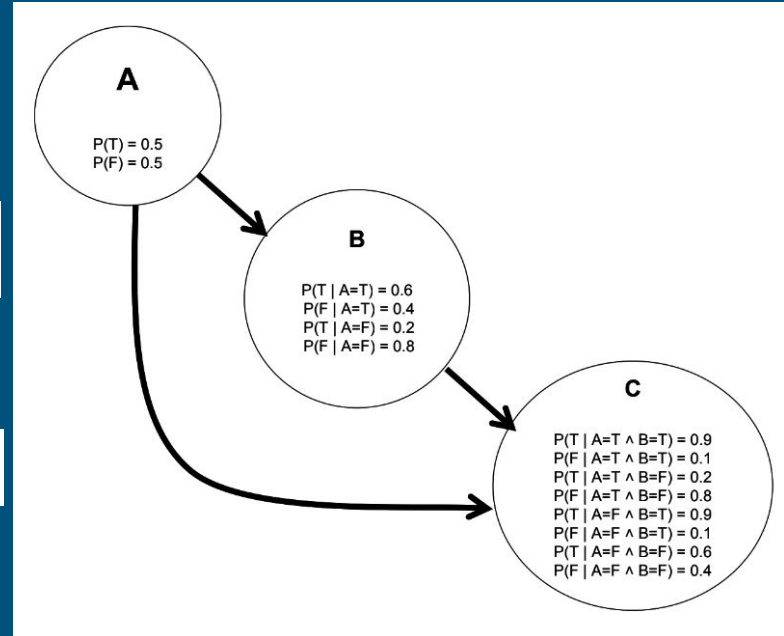 A
P(T) = 0.5
P(F) = 0.5
B
P(T | A=T) = 0.6
P(F | A=T) = 0.4
P(T | A=F) = 0.2
P(F | A=F) = 0.8
C
P(T | A=T ∧ B=T) = 0.9
P(F | A=T ∧ B=T) = 0.1
P(T | A=T ∧ B=F) = 0.2
P(F | A=T ∧ B=F) = 0.8
P(T | A=F ∧ B=T) = 0.9
P(F | A=F ∧ B=T) = 0.1
P(T | A=F ∧ B=F) = 0.6
P(F | A=F ∧ B=F) = 0.4